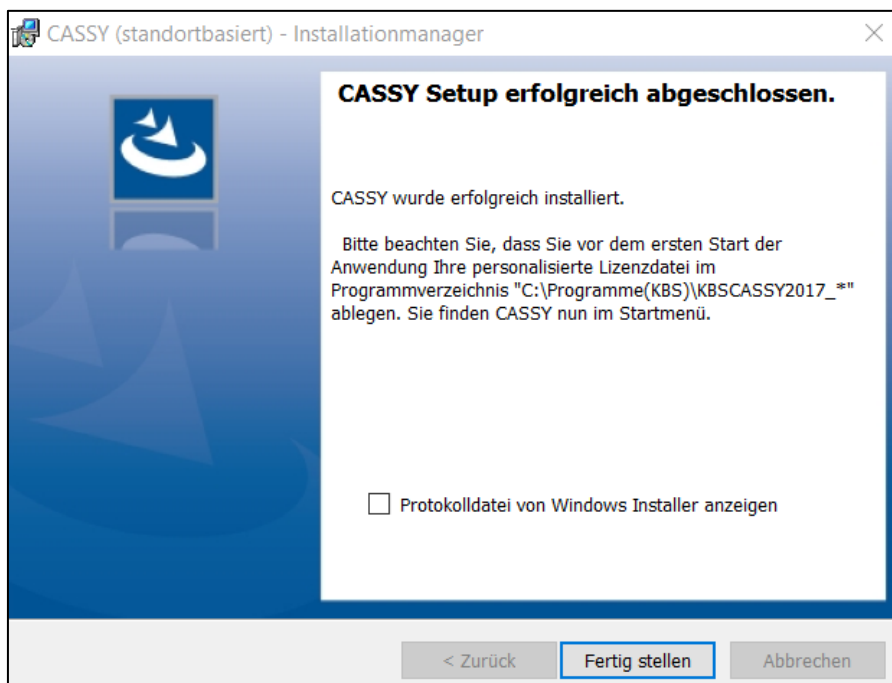 CASSY (standortbasiert) - Installationmanager
CASSY Setup erfolgreich abgeschlossen.
CASSY wurde erfolgreich installiert.
Bitte beachten Sie, dass Sie vor dem ersten Start der
Anwendung Ihre personalisierte Lizenzdatei im
Programmverzeichnis "C:\Programme(KBS)\KBSCASSY2017_*"
ablegen. Sie finden CASSY nun im Startmenü.
Protokolldatei von Windows Installer anzeigen
< Zurück Fertig stellen Abbrechen